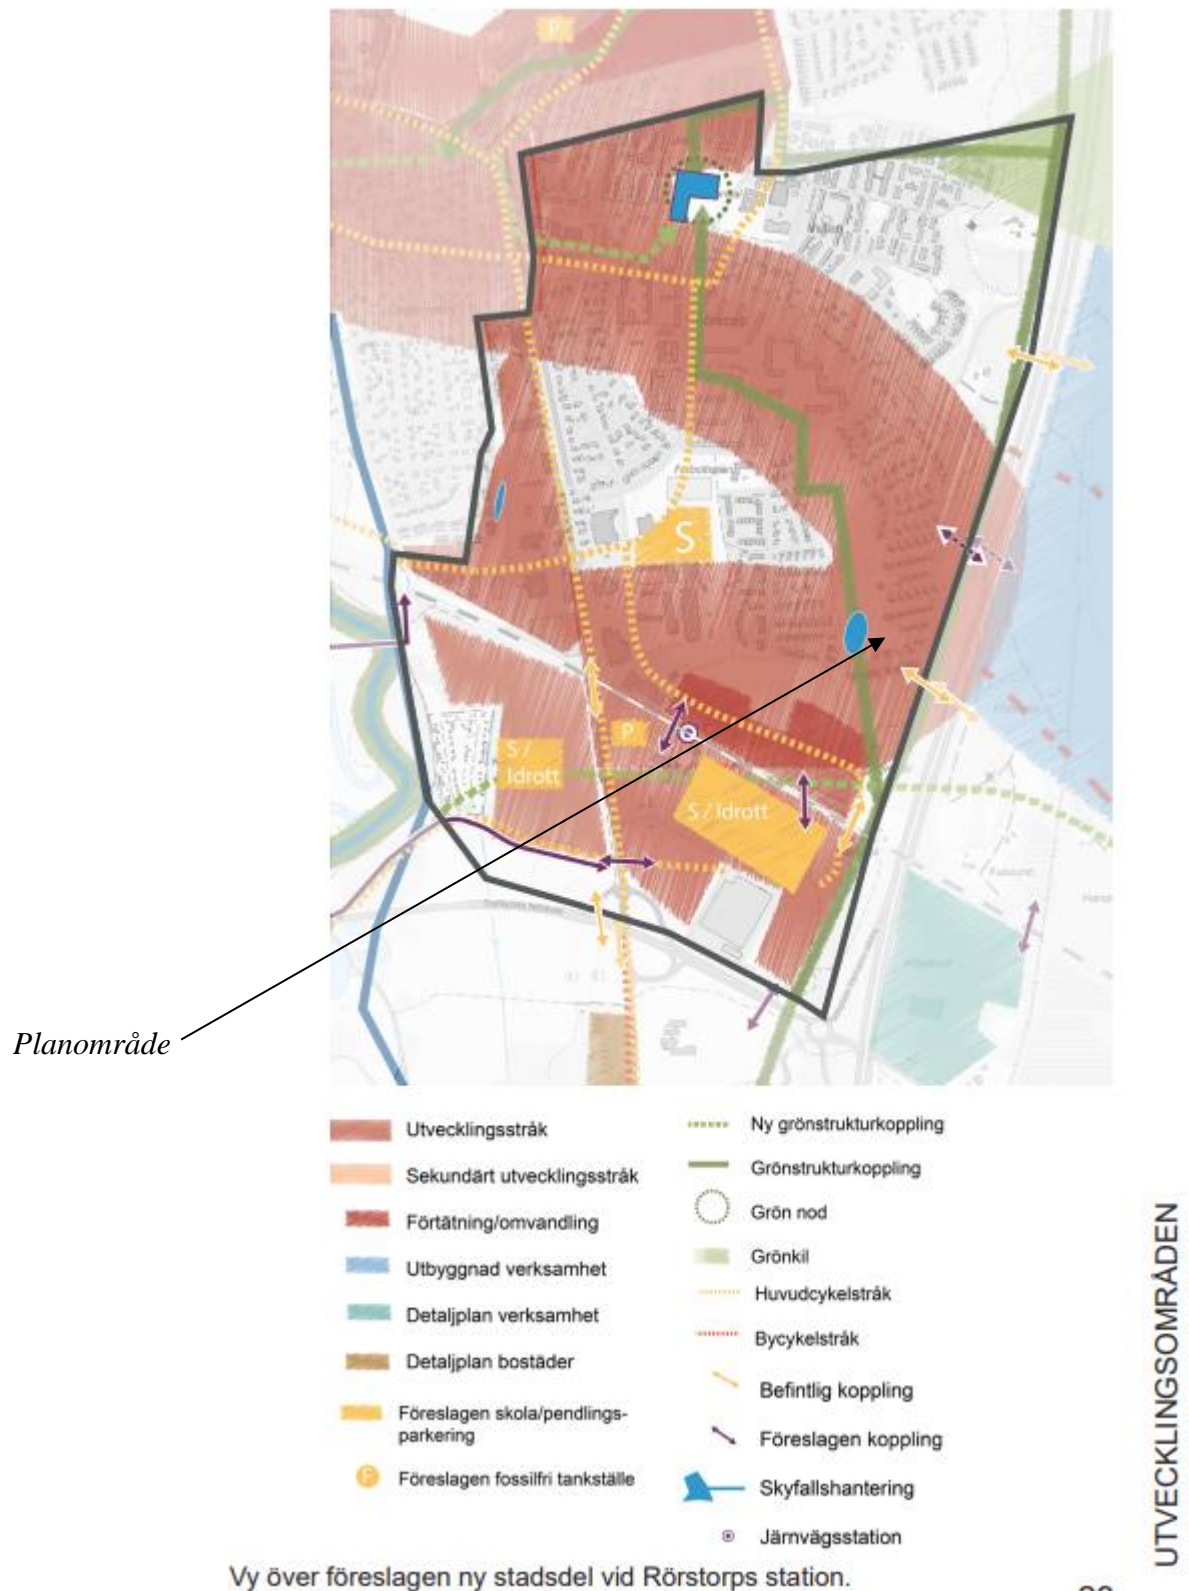 P
S
S /
Idrott
P
S / Idrott
Planområde
Utvecklingsstråk
Sekundärt utvecklingsstråk
Förtätning/omvandling
Utbyggnad verksamhet
Detaljplan verksamhet
Detaljplan bostäder
Föreslagen skola/pendlings-
parkering
F Föreslagen fossilfri tankställe
Ny grönstrukturkoppling
Grönstrukturkoppling
Grön nod
Grönkil
Huvudcykelstråk
Bycykelstråk
Befintlig koppling
Föreslagen koppling
Skyfallshantering
Järnvägsstation
UTVECKLINGSOMRÅDEN
Vy över föreslagen ny stadsdel vid Rörstorps station.